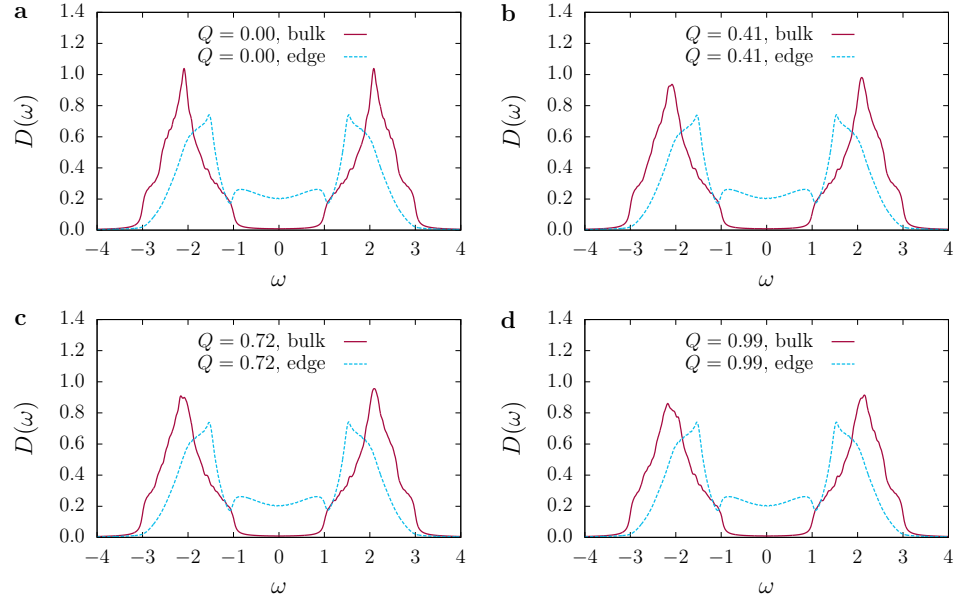 a
1.4
1.2
1.0
0.8
0.6
0.4
0.2
0.0
D(ω)
Q = 0.00, bulk
Q = 0.00, edge
−4 −3 −2 −1 0 1 2 3 4
ω
b
1.4
1.2
1.0
0.8
0.6
0.4
0.2
0.0
D(ω)
Q = 0.41, bulk
Q = 0.41, edge
−4 −3 −2 −1 0 1 2 3 4
ω
c
1.4
1.2
1.0
0.8
0.6
0.4
0.2
0.0
D(ω)
Q = 0.72, bulk
Q = 0.72, edge
−4 −3 −2 −1 0 1 2 3 4
ω
d
1.4
1.2
1.0
0.8
0.6
0.4
0.2
0.0
D(ω)
Q = 0.99, bulk
Q = 0.99, edge
−4 −3 −2 −1 0 1 2 3 4
ω